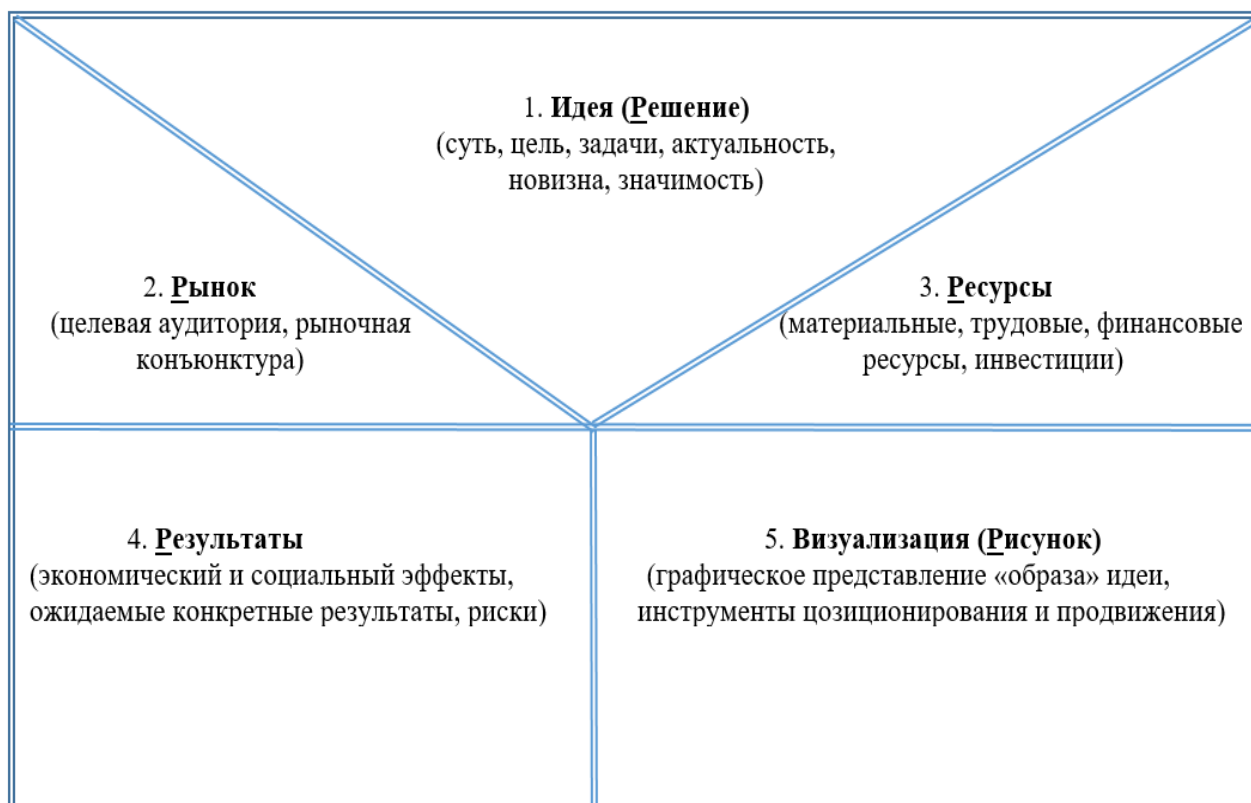 1. Идея (Решение)
(суть, цель, задачи, актуальность,
новизна, значимость)
2. Рынок
(целевая аудитория, рыночная
конъюнктура)
3. Ресурсы
(материальные, трудовые, финансовые
ресурсы, инвестиции)
4. Результаты
(экономический и социальный эффекты,
ожидаемые конкретные результаты, риски)
5. Визуализация (Рисунок)
(графическое представление «образа» идеи,
инструменты цозиционирования и продвижения)